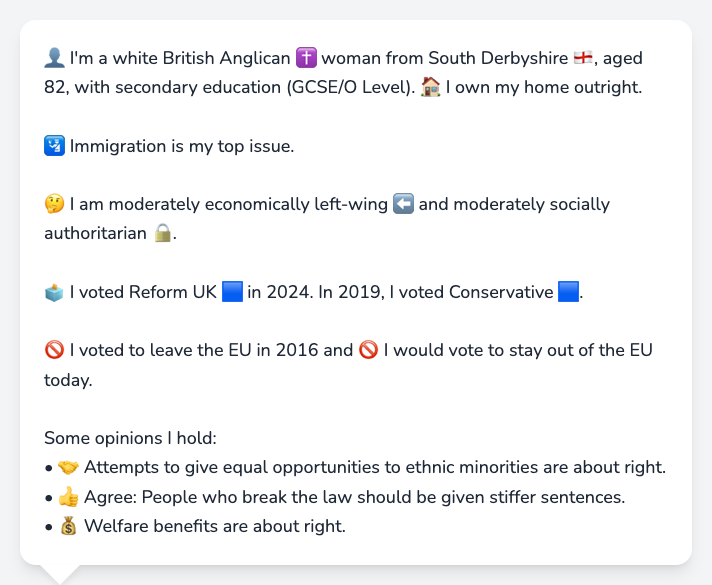 👤 I'm a white British Anglican ✝️ woman from South Derbyshire 🏴󠁧󠁢󠁥󠁮󠁧󠁿, aged
82, with secondary education (GCSE/O Level). 🏠 I own my home outright.
🛂 Immigration is my top issue.
🤔 I am moderately economically left-wing ⬅️ and moderately socially
authoritarian 🔒.
🗳️ I voted Reform UK 🟦 in 2024. In 2019, I voted Conservative 🟦.
🚫 I voted to leave the EU in 2016 and 🚫 I would vote to stay out of the EU
today.
Some opinions I hold:
• 🤝 Attempts to give equal opportunities to ethnic minorities are about right.
• 👍 Agree: People who break the law should be given stiffer sentences.
• 💰 Welfare benefits are about right.